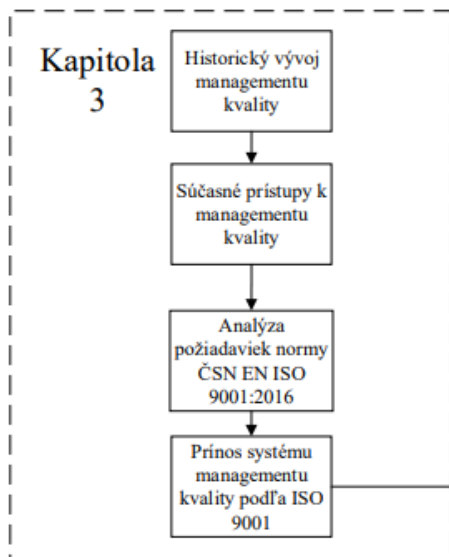 Kapitola
3
Historický vývoj
managementu
kvality
Súčasné prístupy k
managementu
kvality
Analýza
požiadaviek normy
ČSN EN ISO
9001:2016
Prínos systému
managementu
kvality podľa ISO
9001